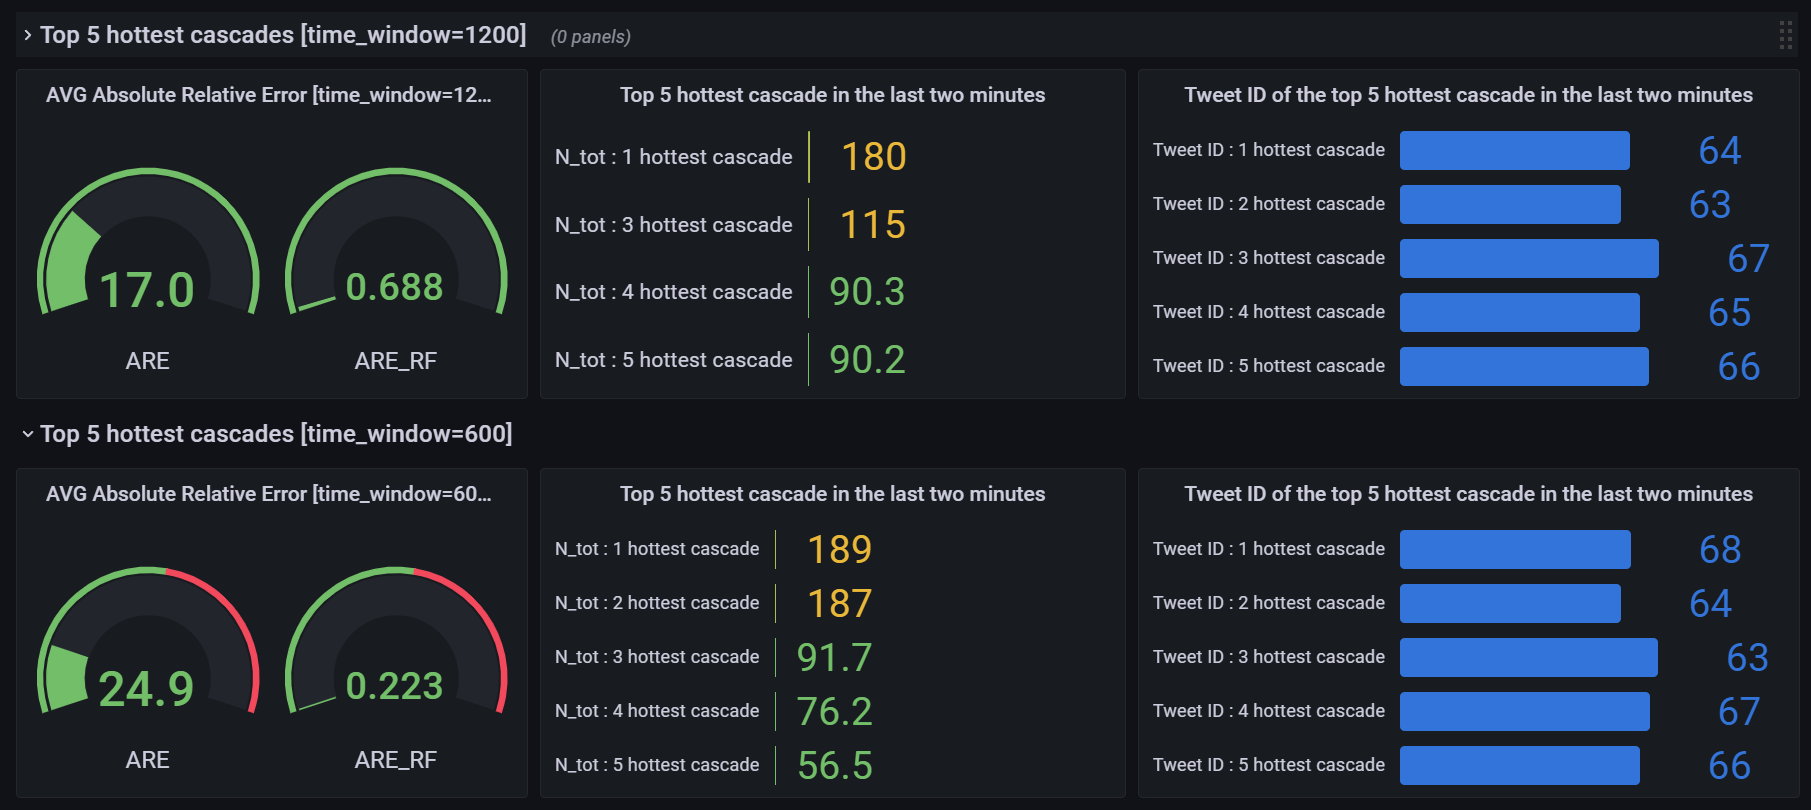 Top 5 hottest cascades [time_window=1200] (0 panels)
AVG Absolute Relative Error [time_window=12...
17.0
ARE
0.688
ARE_RF
Top 5 hottest cascade in the last two minutes
N_tot : 1 hottest cascade 180
N_tot : 3 hottest cascade 115
N_tot : 4 hottest cascade 90.3
N_tot : 5 hottest cascade 90.2
Tweet ID of the top 5 hottest cascade in the last two minutes
Tweet ID : 1 hottest cascade 64
Tweet ID : 2 hottest cascade 63
Tweet ID : 3 hottest cascade 67
Tweet ID : 4 hottest cascade 65
Tweet ID : 5 hottest cascade 66
Top 5 hottest cascades [time_window=600]
AVG Absolute Relative Error [time_window=60...
24.9
ARE
0.223
ARE_RF
Top 5 hottest cascade in the last two minutes
N_tot : 1 hottest cascade 189
N_tot : 2 hottest cascade 187
N_tot : 3 hottest cascade 91.7
N_tot : 4 hottest cascade 76.2
N_tot : 5 hottest cascade 56.5
Tweet ID of the top 5 hottest cascade in the last two minutes
Tweet ID : 1 hottest cascade 68
Tweet ID : 2 hottest cascade 64
Tweet ID : 3 hottest cascade 63
Tweet ID : 4 hottest cascade 67
Tweet ID : 5 hottest cascade 66